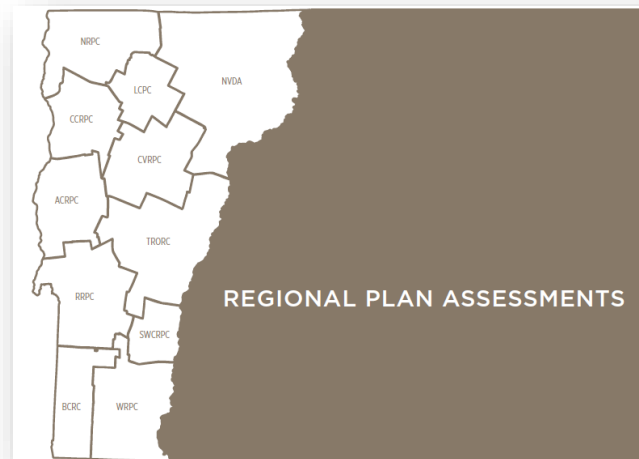 NRPC
NVDA
LCPC
CCRPC
CVRPC
ACRPC
TRORC
RRPC
REGIONAL PLAN ASSESSMENTS
SWCRPC
BCRC
WRPC